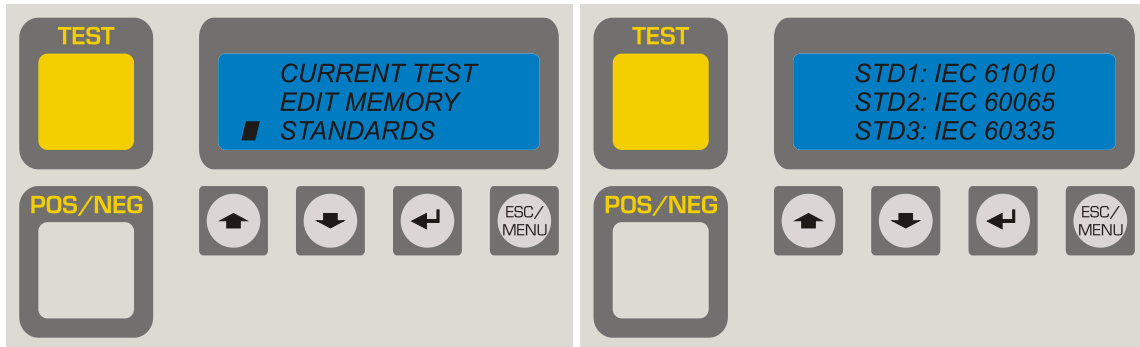 TEST
CURRENT TEST
EDIT MEMORY
STANDARDS
POS/NEG
ESC/
MENU
TEST
STD1: IEC 61010
STD2: IEC 60065
STD3: IEC 60335
POS/NEG
ESC/
MENU